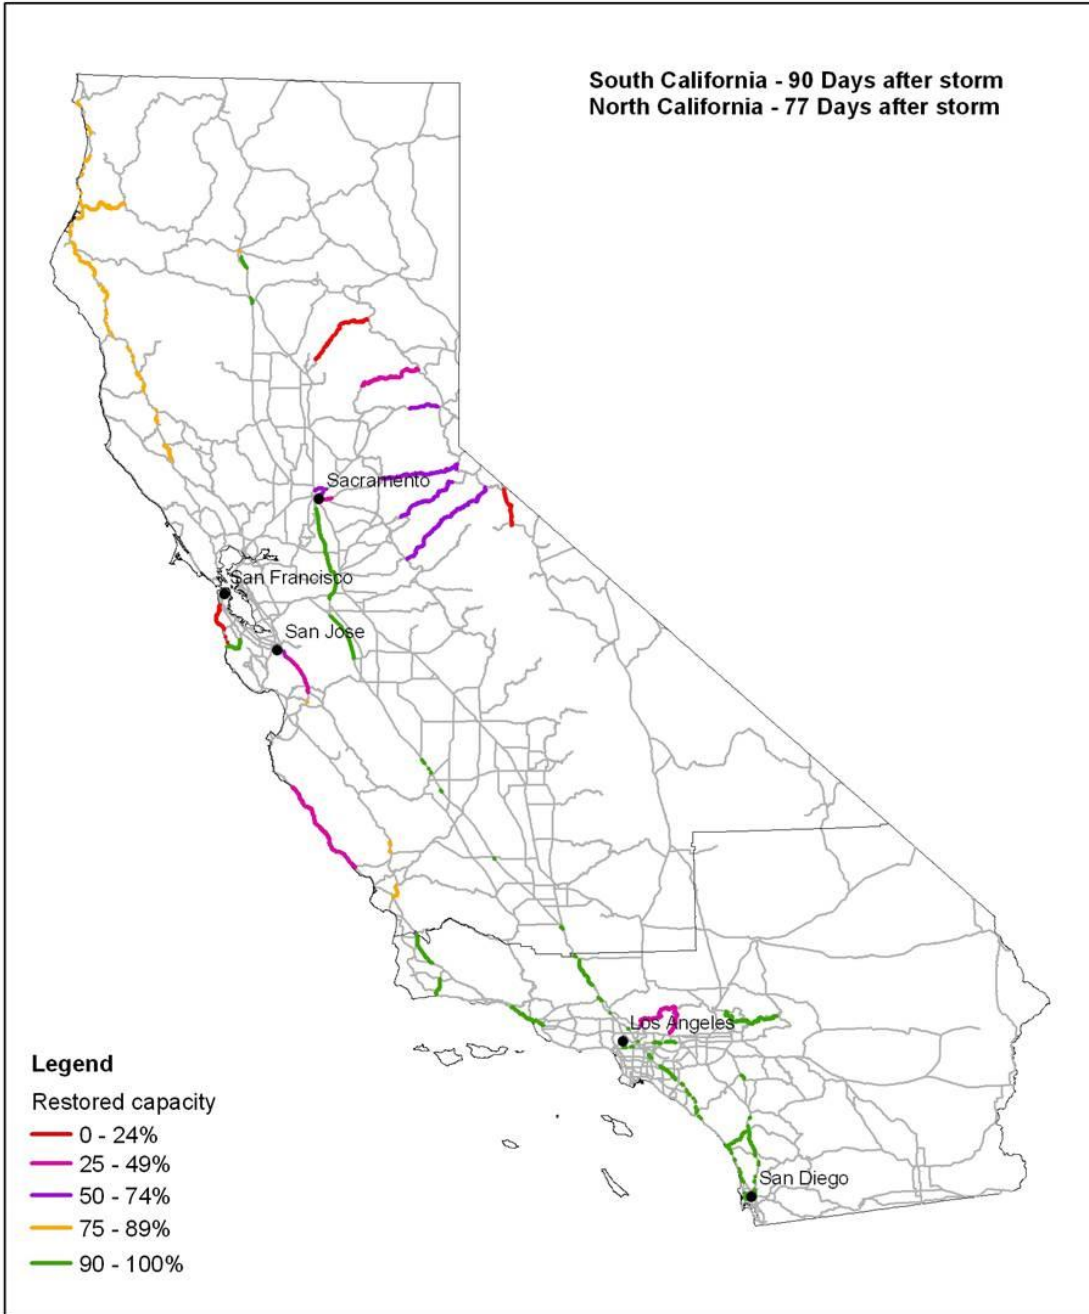 South California - 90 Days after storm
North California - 77 Days after storm
Sacramento
San Francisco
San Jose
Los Angeles
San Diego
Legend
Restored capacity
0 - 24%
25 - 49%
50 - 74%
75 - 89%
90 - 100%